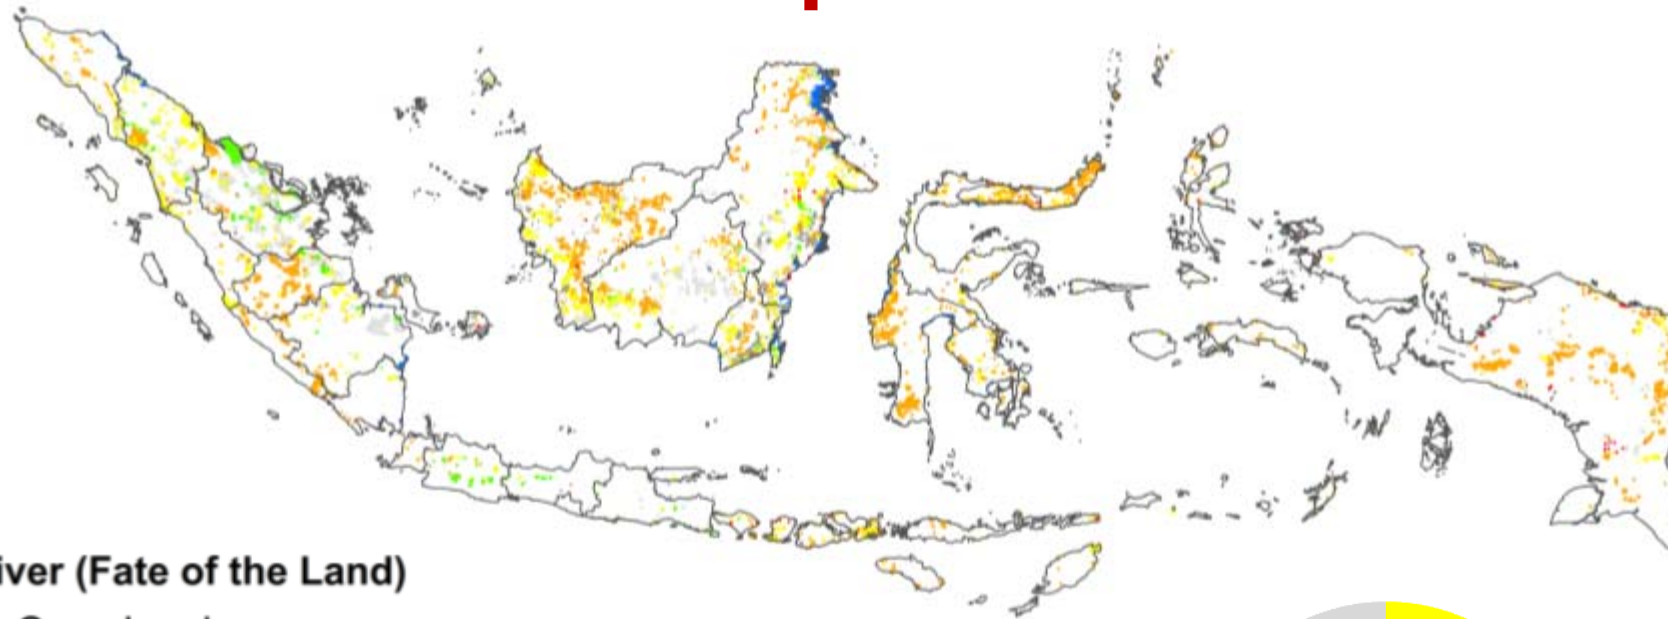 iver (Fate of the Land)